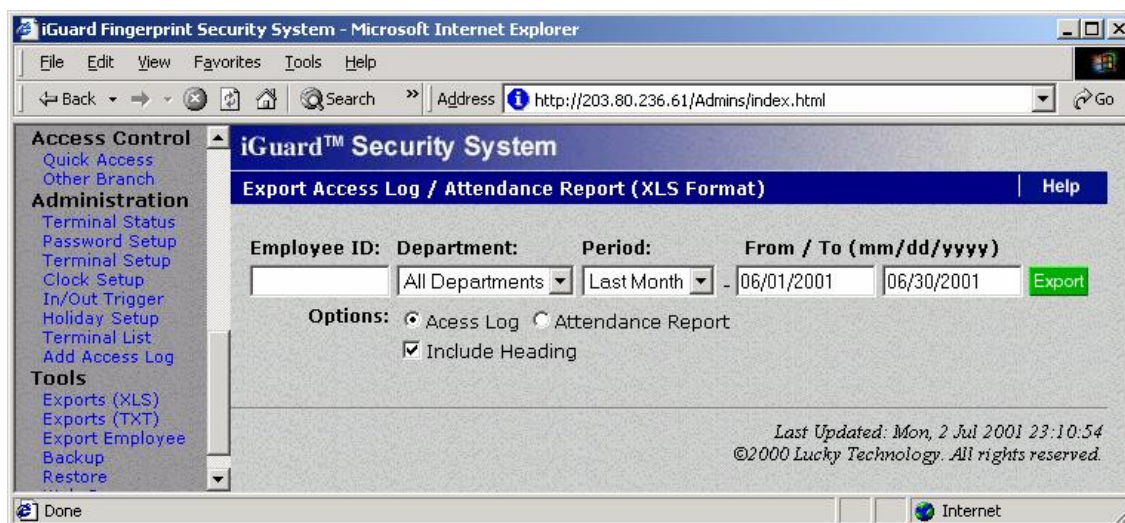 iGuard Fingerprint Security System - Microsoft Internet Explorer
File Edit View Favorites Tools Help
Back Search » Address http://203.80.236.61/Admins/index.html Go
Access Control
Quick Access
Other Branch
Administration
Terminal Status
Password Setup
Terminal Setup
Clock Setup
In/Out Trigger
Holiday Setup
Terminal List
Add Access Log
Tools
Exports (XLS)
Exports (TXT)
Export Employee
Backup
Restore
iGuard™ Security System
Export Access Log / Attendance Report (XLS Format) | Help
Employee ID: Department: Period: From / To (mm/dd/yyyy)
All Departments Last Month - 06/01/2001 06/30/2001 Export
Options: Acess Log Attendance Report
Include Heading
Last Updated: Mon, 2 Jul 2001 23:10:54
©2000 Lucky Technology. All rights reserved.
Done Internet